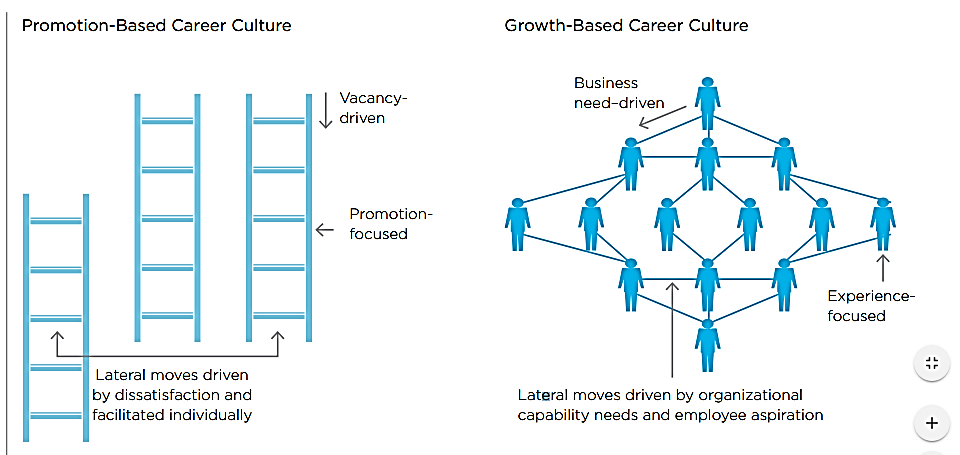 Promotion-Based Career Culture
Vacancy-
driven
Promotion-
focused
Lateral moves driven
by dissatisfaction and
facilitated individually
Growth-Based Career Culture
Business
need–driven
Experience-
focused
Lateral moves driven by organizational
capability needs and employee aspiration